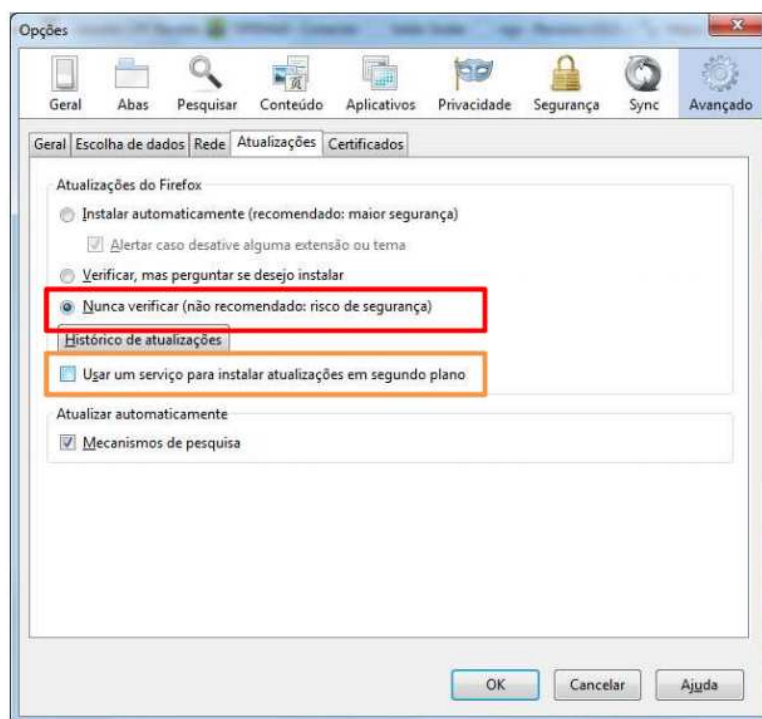 Opções
Geral Abas Pesquisar Conteúdo Aplicativos Privacidade Segurança Sync Avançado
Geral Escolha de dados Rede Atualizações Certificados
Atualizações do Firefox
Instalar automaticamente (recomendado: maior segurança)
Alertar caso desative alguma extensão ou tema
Verificar, mas perguntar se desejo instalar
Nunca verificar (não recomendado: risco de segurança)
Histórico de atualizações
Usar um serviço para instalar atualizações em segundo plano
Atualizar automaticamente
Mecanismos de pesquisa
OK Cancelar Ajuda